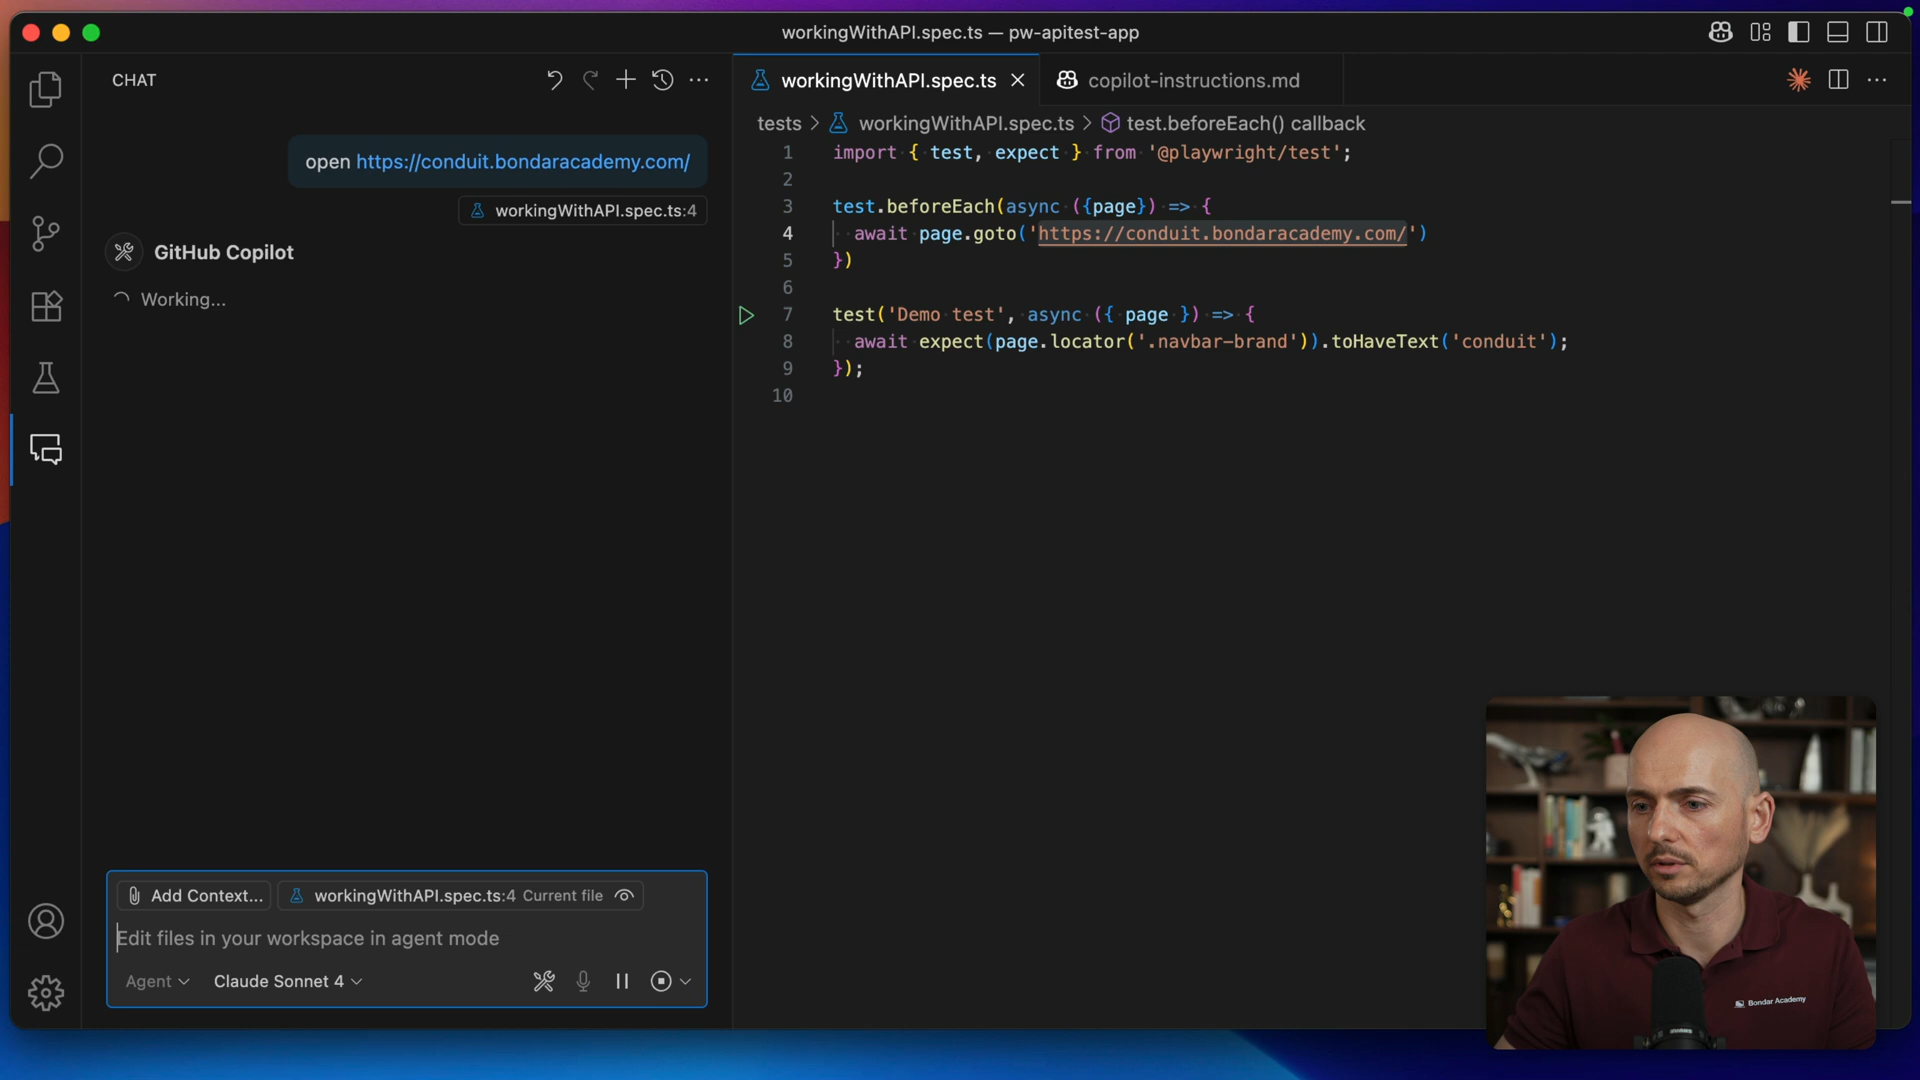 workingWithAPI.spec.ts — pw-apitest-app
CHAT
open https://conduit.bondaracademy.com/
workingWithAPI.spec.ts:4
GitHub Copilot
Working...
Add Context...
workingWithAPI.spec.ts:4 Current file
Edit files in your workspace in agent mode
Agent
Claude Sonnet 4
workingWithAPI.spec.ts
copilot-instructions.md
tests > workingWithAPI.spec.ts > test.beforeEach() callback
1 import { test, expect } from '@playwright/test';
2
3 test.beforeEach(async ({page}) => {
4 await page.goto('https://conduit.bondaracademy.com/')
5 })
6
7 test('Demo test', async ({ page }) => {
8 await expect(page.locator('.navbar-brand')).toHaveText('conduit');
9 });
10
Bondar Academy